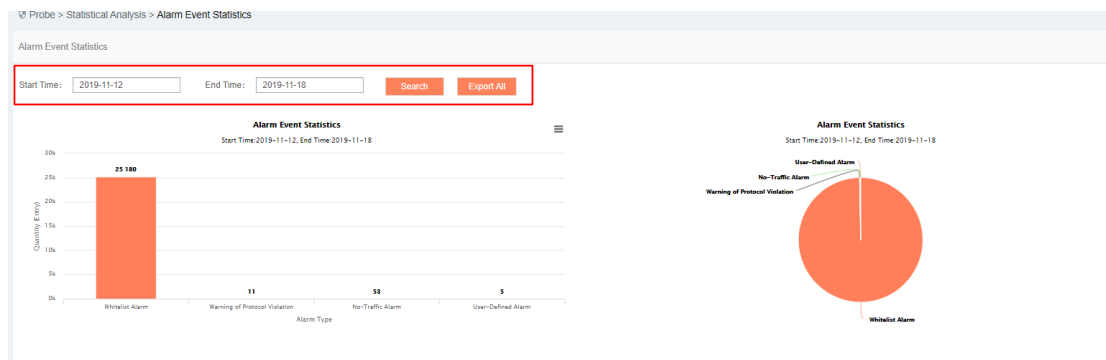 Probe > Statistical Analysis > Alarm Event Statistics
Alarm Event Statistics
Start Time: 2019-11-12 End Time: 2019-11-18 Search Export All
Alarm Event Statistics
Start Time:2019-11-12, End Time:2019-11-18
30k
25k
20k
15k
10k
5k
0k
Quantity (Entry)
25 180
11
58
5
Whitelist Alarm
Warning of Protocol Violation
No-Traffic Alarm
User-Defined Alarm
Alarm Type
Alarm Event Statistics
Start Time:2019-11-12, End Time:2019-11-18
User-Defined Alarm
No-Traffic Alarm
Warning of Protocol Violation
Whitelist Alarm